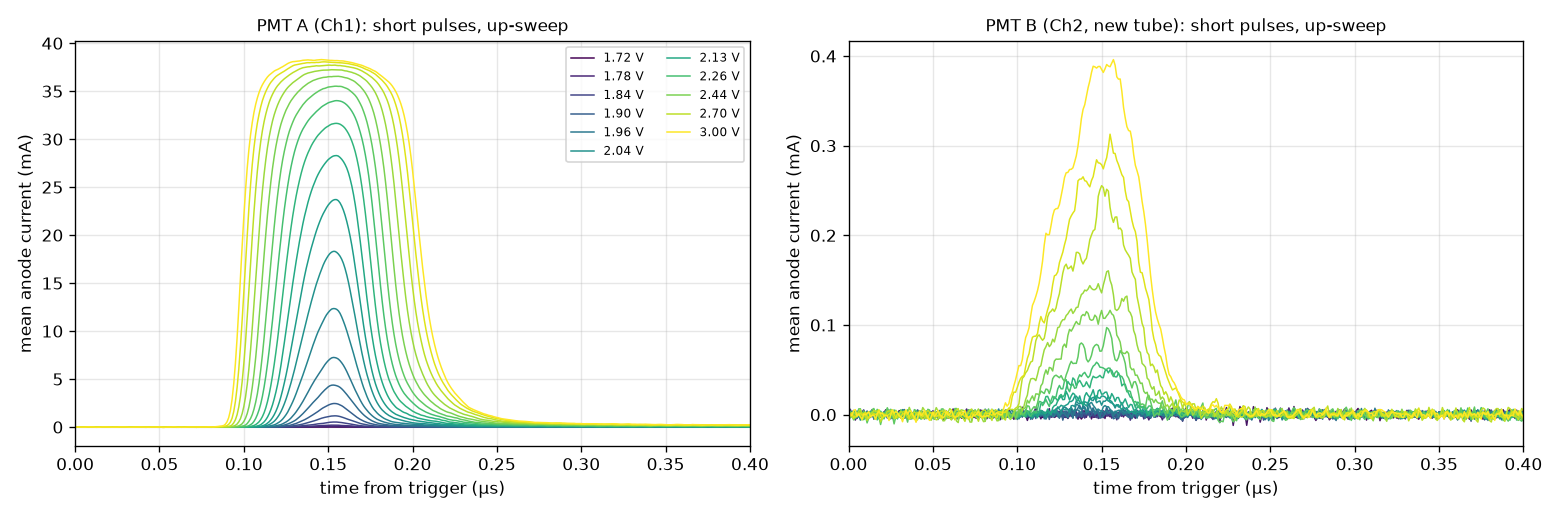 PMT A (Ch1): short pulses, up-sweep
mean anode current (mA)
40
35
30
25
20
15
10
5
0
0.00 0.05 0.10 0.15 0.20 0.25 0.30 0.35 0.40
time from trigger (µs)
1.72 V
1.78 V
1.84 V
1.90 V
1.96 V
2.04 V
2.13 V
2.26 V
2.44 V
2.70 V
3.00 V
PMT B (Ch2, new tube): short pulses, up-sweep
mean anode current (mA)
0.4
0.3
0.2
0.1
0.0
0.00 0.05 0.10 0.15 0.20 0.25 0.30 0.35 0.40
time from trigger (µs)